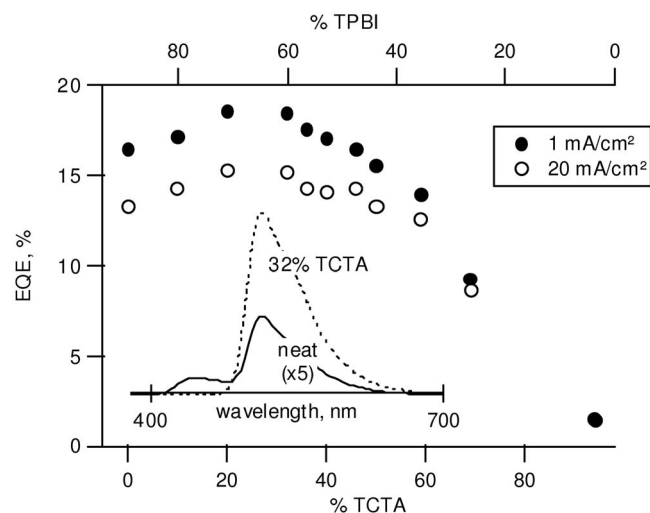 % TPBI
80
60
40
20
0
20
15
10
5
0
EQE, %
1 mA/cm²
20 mA/cm²
32% TCTA
neat
(x5)
wavelength, nm
400
700
0
20
40
60
80
% TCTA